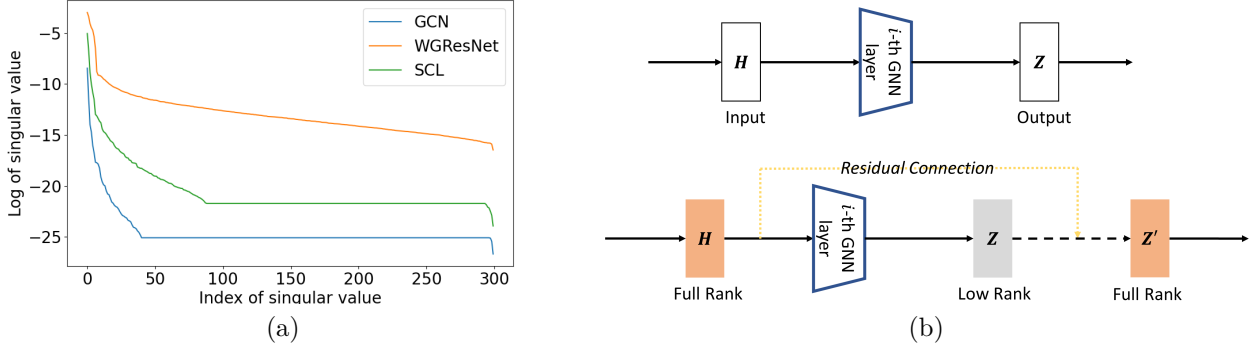 Log of singular value
−5
−10
−15
−20
−25
0 50 100 150 200 250 300
Index of singular value
GCN
WGResNet
SCL
(a)
H
i-th GNN
layer
Z
Input
Output
Residual Connection
H
i-th GNN
layer
Z
Z′
Full Rank
Low Rank
Full Rank
(b)